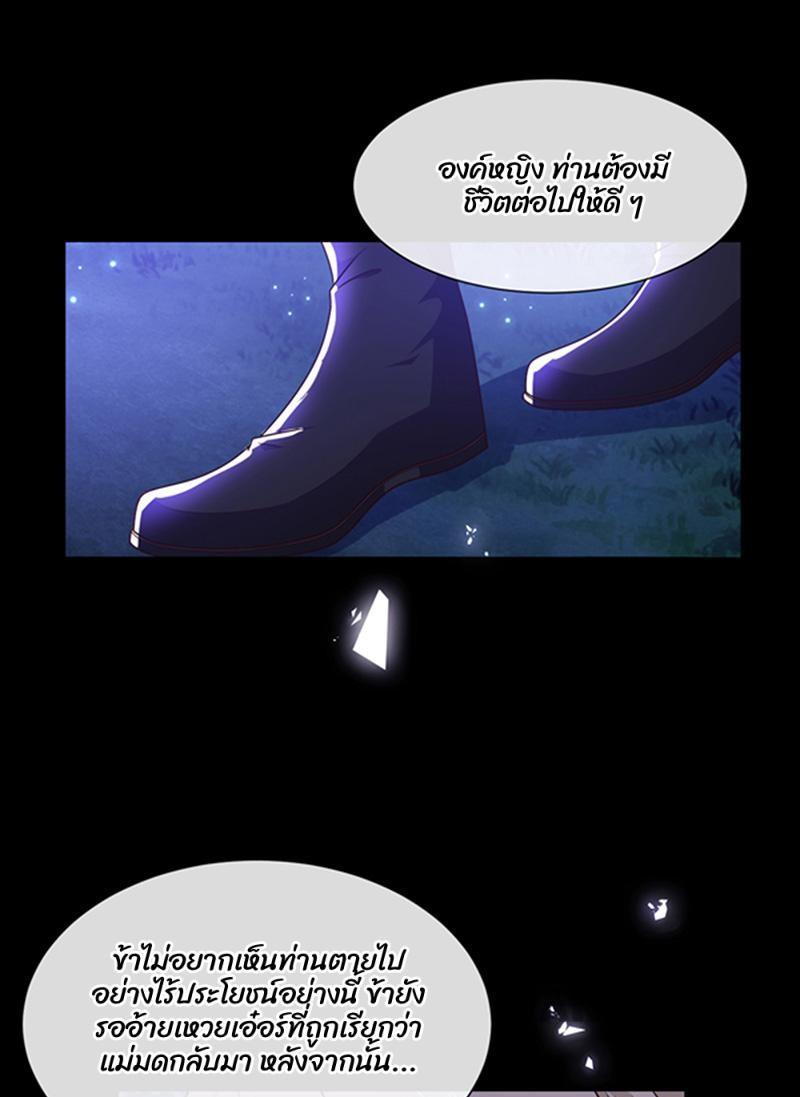 องค์หญิง ท่านต้องมี
ชีวิตต่อไปให้ดี ๆ
ข้าไม่อยากเห็นท่านตายไป
อย่างไร้ประโยชน์อย่างนี้ ข้ายัง
รออ้ายเหวยเอ๋อร์ที่ถูกเรียกว่า
แม่มดกลับมา หลังจากนั้น...